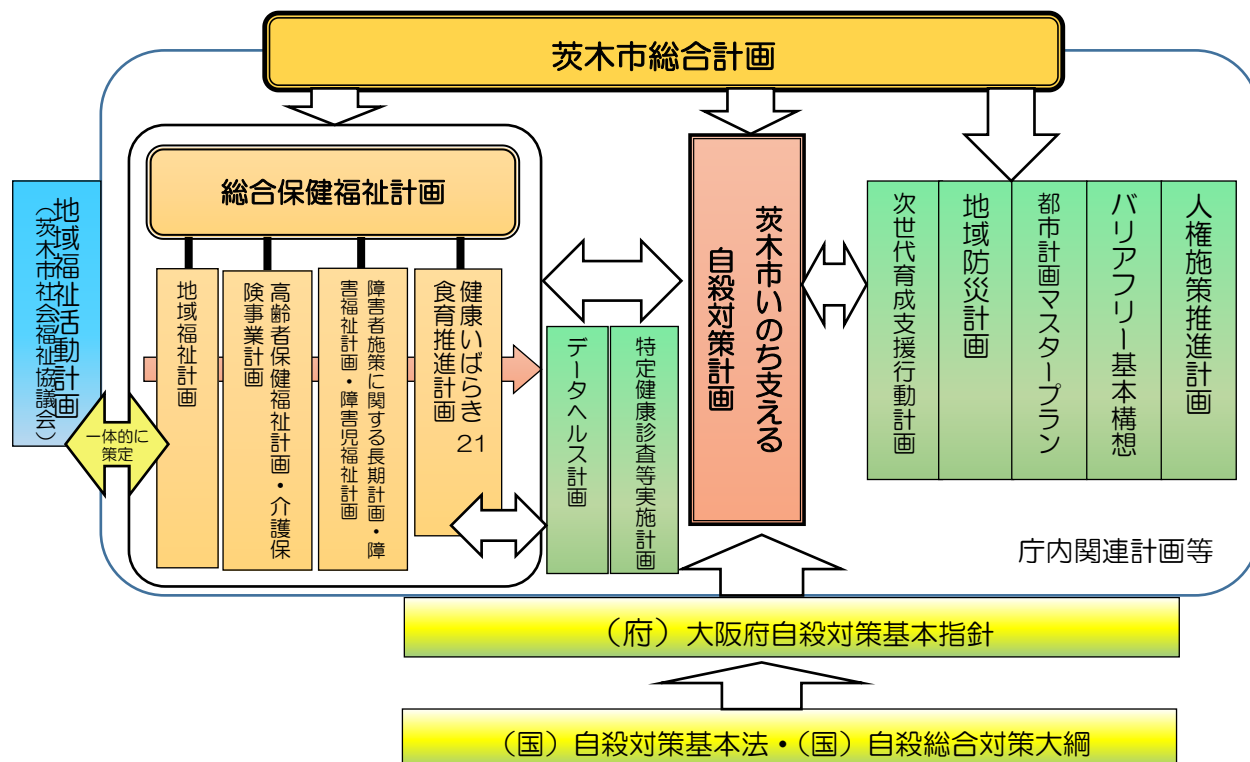 茨木市総合計画
総合保健福祉計画
地域福祉活動計画
（茨木市社会福祉協議会）
一体的に
策定
地域福祉計画
高齢者保健福祉計画・介護保
険事業計画
障害者施策に関する長期計画・障
害福祉計画・障害児福祉計画
健康いばらき21
食育推進計画
データヘルス計画
特定健康診査等実施計画
茨木市いのち支える
自殺対策計画
次世代育成支援行動計画
地域防災計画
都市計画マスタープラン
バリアフリー基本構想
人権施策推進計画
庁内関連計画等
（府）大阪府自殺対策基本指針
（国）自殺対策基本法・（国）自殺総合対策大綱